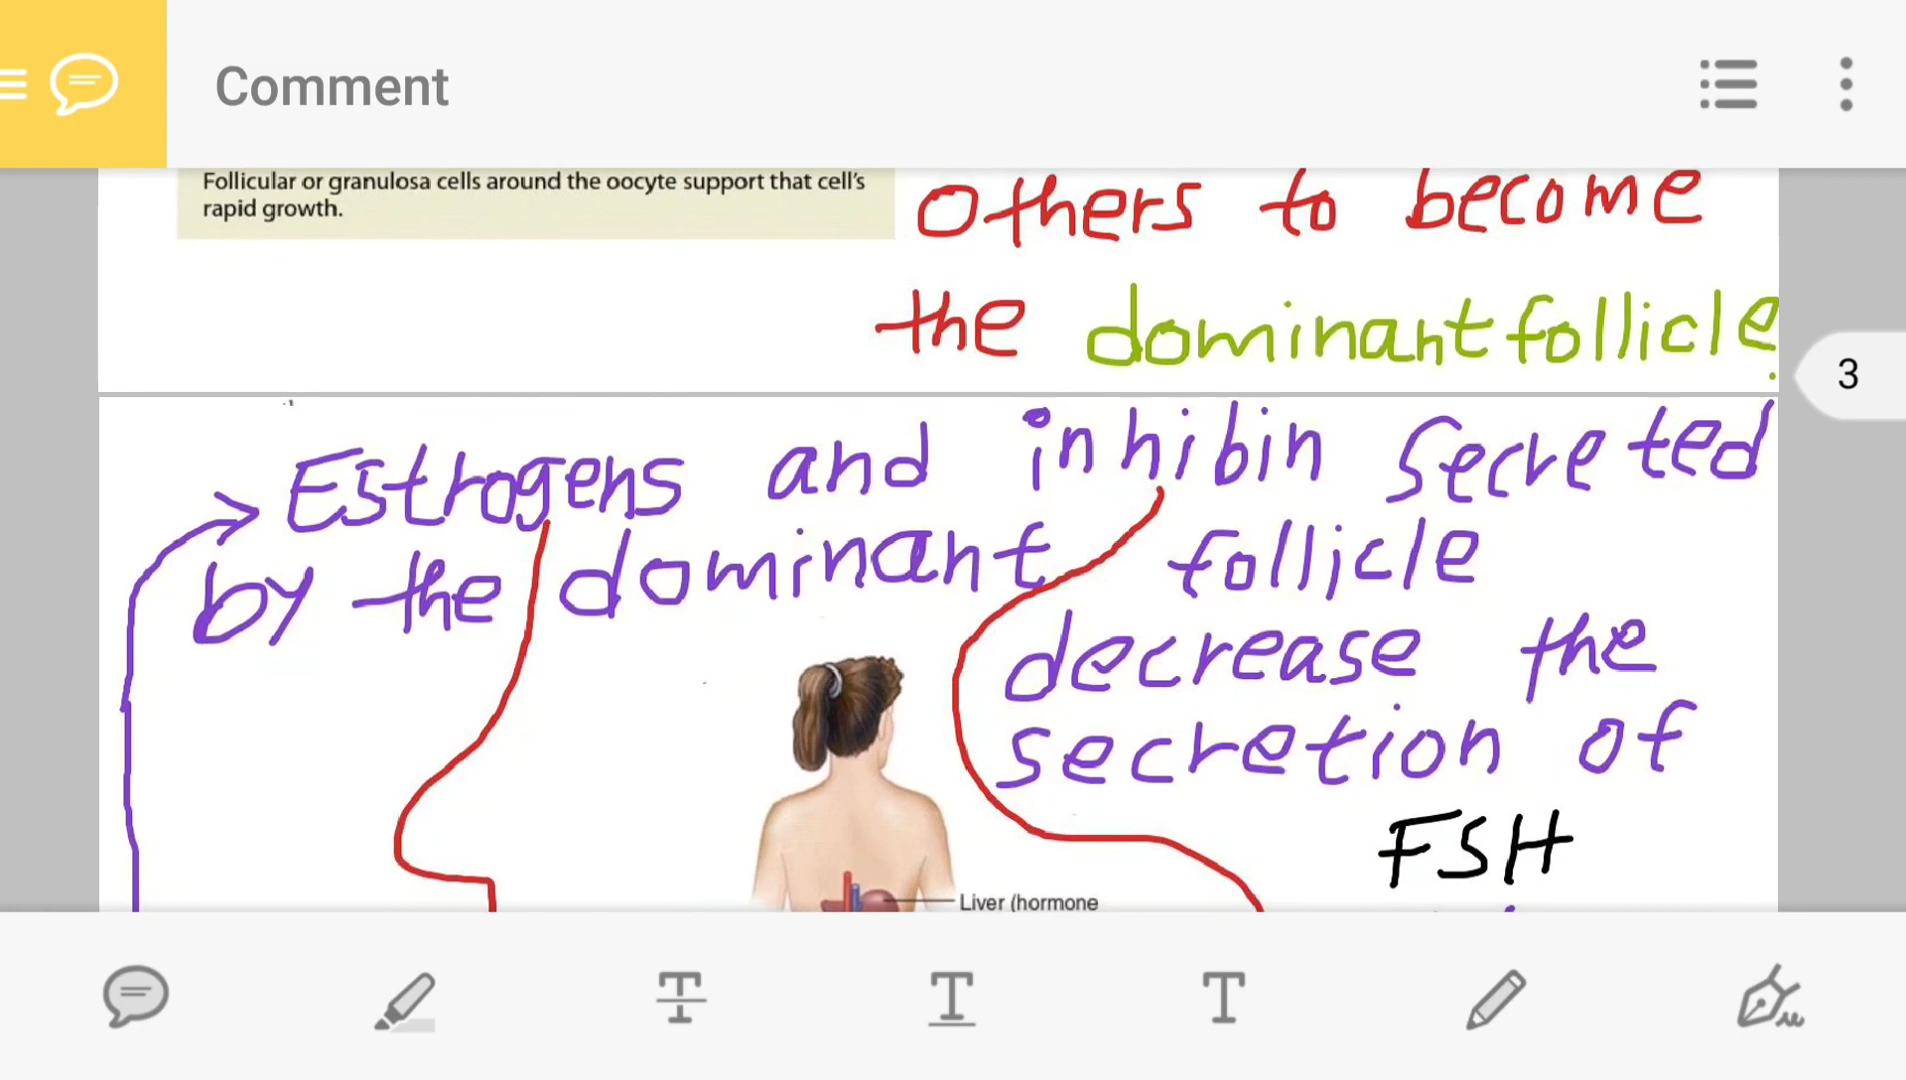 Comment
Follicular or granulosa cells around the oocyte support that cell's
rapid growth.
others to become
the dominant follicle.
3
Estrogens and inhibin secreted
by the dominant follicle
decrease the
secretion of
FSH
Liver (hormone